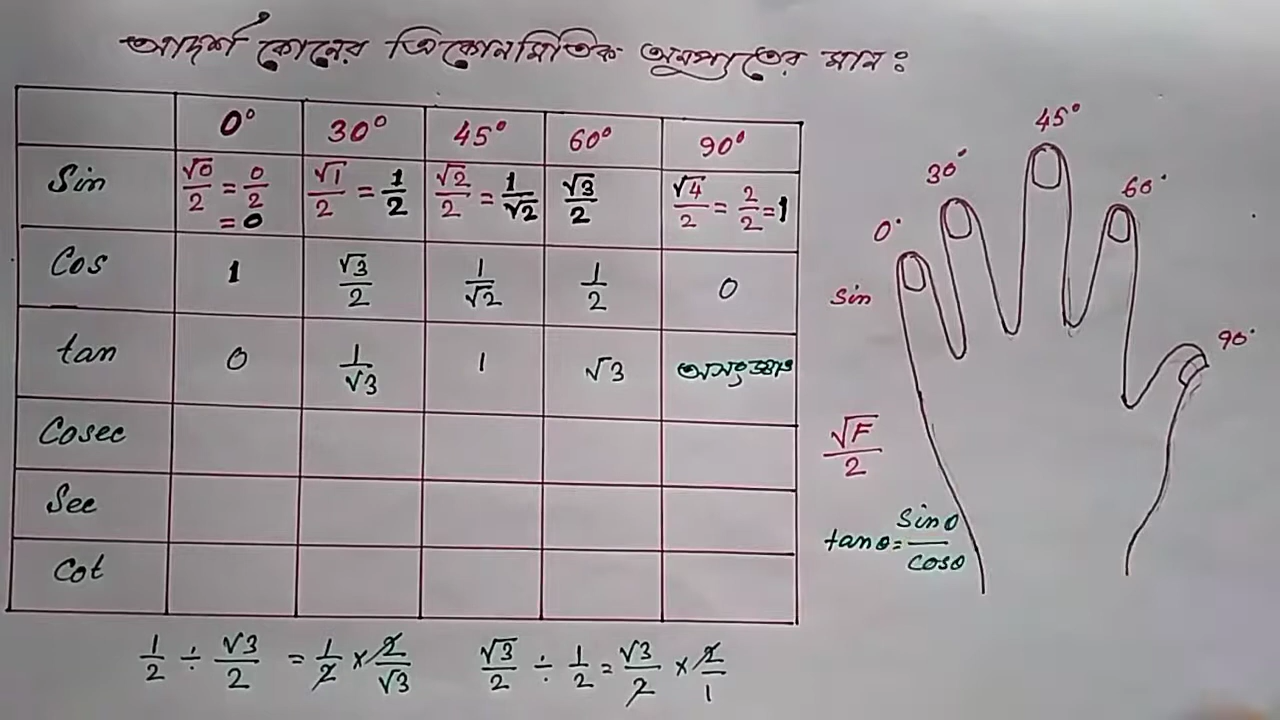 আদর্শ কোনের ত্রিকোনমিতিক অনুপাতের মান:
0° 30° 45° 60° 90°
Sin √0/2 = 0/2 = 0 √1/2 = 1/2 √2/2 = 1/√2 √3/2 √4/2 = 2/2 = 1
Cos 1 √3/2 1/√2 1/2 0
tan 0 1/√3 1 √3
Cosec
Sec
Cot
1/2 ÷ √3/2 = 1/2 × 2/√3
√3/2 ÷ 1/2 = √3/2 × 2/1
45°
30°
60°
0°
sin
90°
√F/2
tanθ = Sinθ/cosθ